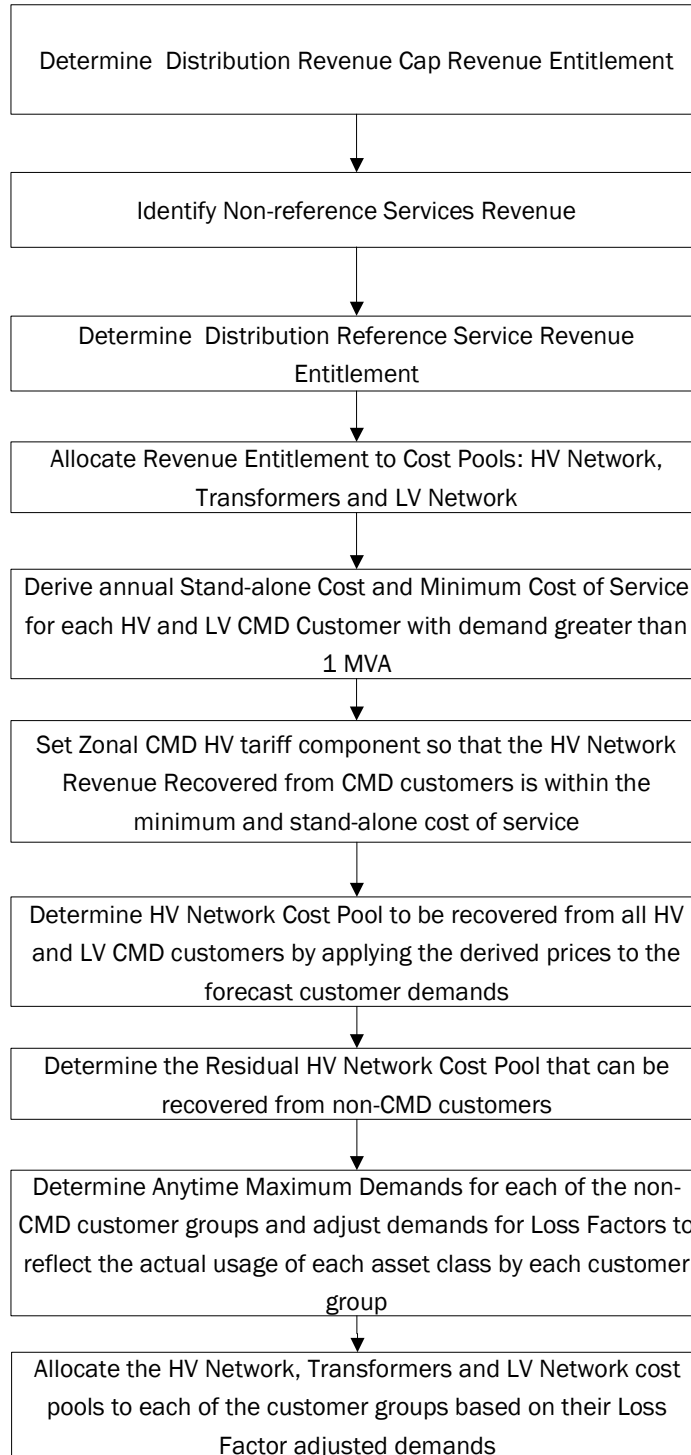 Determine Distribution Revenue Cap Revenue Entitlement
Identify Non-reference Services Revenue
Determine Distribution Reference Service Revenue
Entitlement
Allocate Revenue Entitlement to Cost Pools: HV Network,
Transformers and LV Network
Derive annual Stand-alone Cost and Minimum Cost of Service
for each HV and LV CMD Customer with demand greater than
1 MVA
Set Zonal CMD HV tariff component so that the HV Network
Revenue Recovered from CMD customers is within the
minimum and stand-alone cost of service
Determine HV Network Cost Pool to be recovered from all HV
and LV CMD customers by applying the derived prices to the
forecast customer demands
Determine the Residual HV Network Cost Pool that can be
recovered from non-CMD customers
Determine Anytime Maximum Demands for each of the non-
CMD customer groups and adjust demands for Loss Factors to
reflect the actual usage of each asset class by each customer
group
Allocate the HV Network, Transformers and LV Network cost
pools to each of the customer groups based on their Loss
Factor adjusted demands